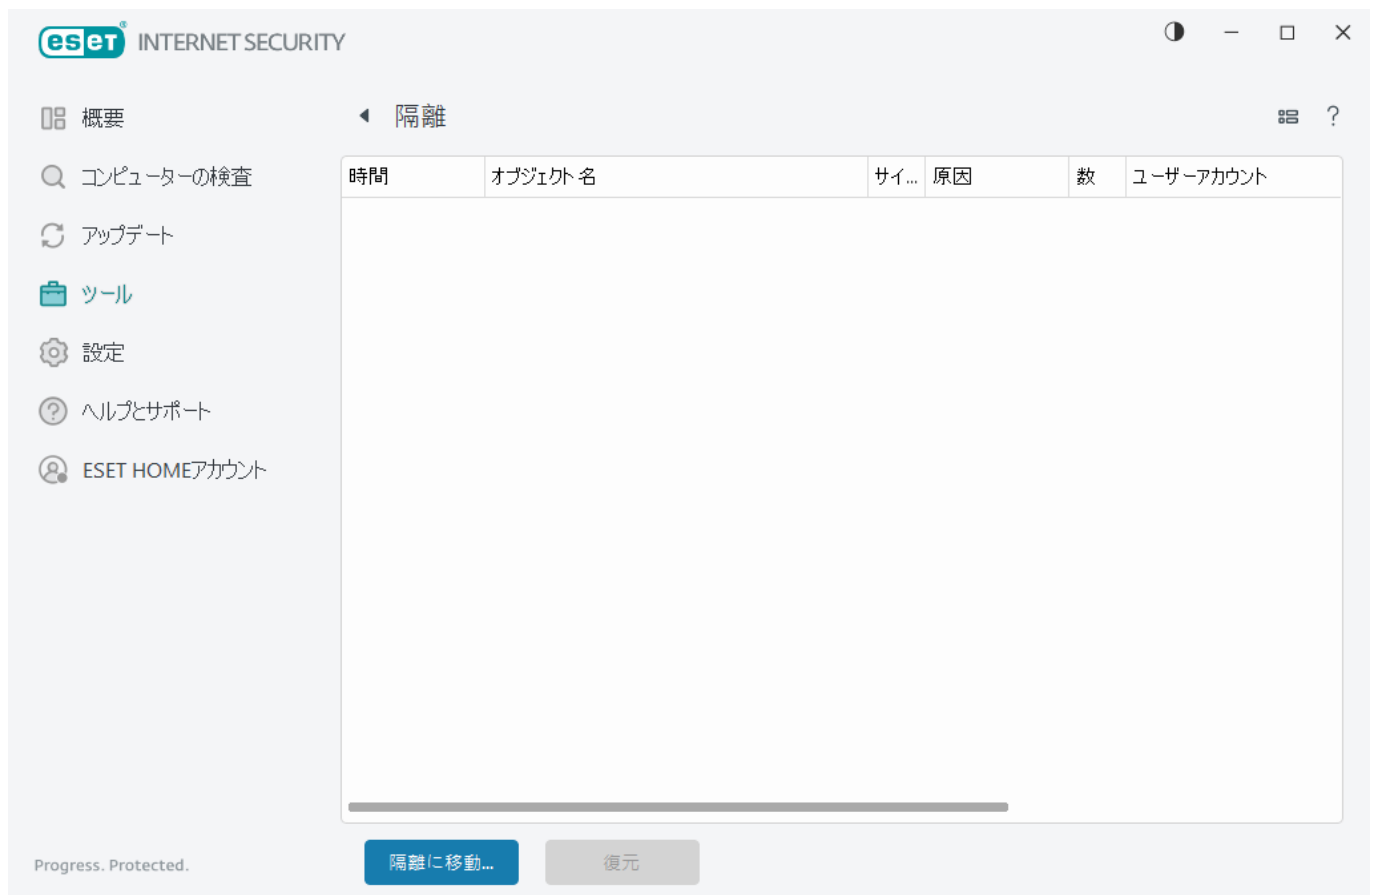 eset® INTERNET SECURITY
概要
コンピューターの検査
アップデート
ツール
設定
ヘルプとサポート
ESET HOMEアカウント
隔離
?
時間 オブジェクト名 サイ... 原因 数 ユーザーアカウント
隔離に移動... 復元
Progress. Protected.